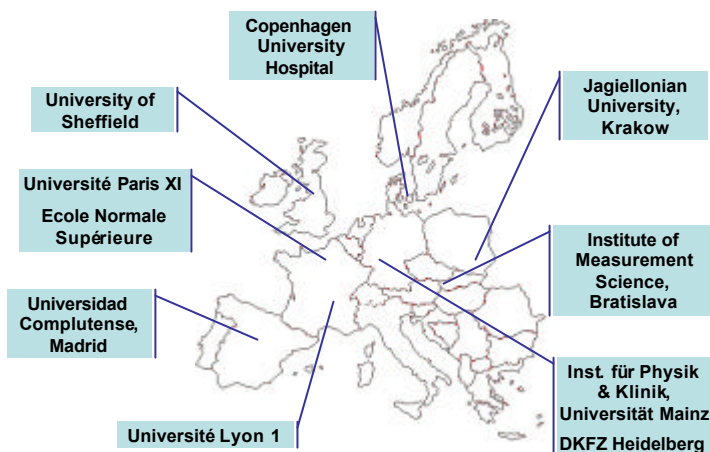 Copenhagen
University
Hospital
Jagiellonian
University,
Krakow
University of
Sheffield
Université Paris XI
Ecole Normale
Supérieure
Institute of
Measurement
Science,
Bratislava
Universidad
Complutense,
Madrid
Inst. für Physik
& Klinik,
Universität Mainz
DKFZ Heidelberg
Université Lyon 1